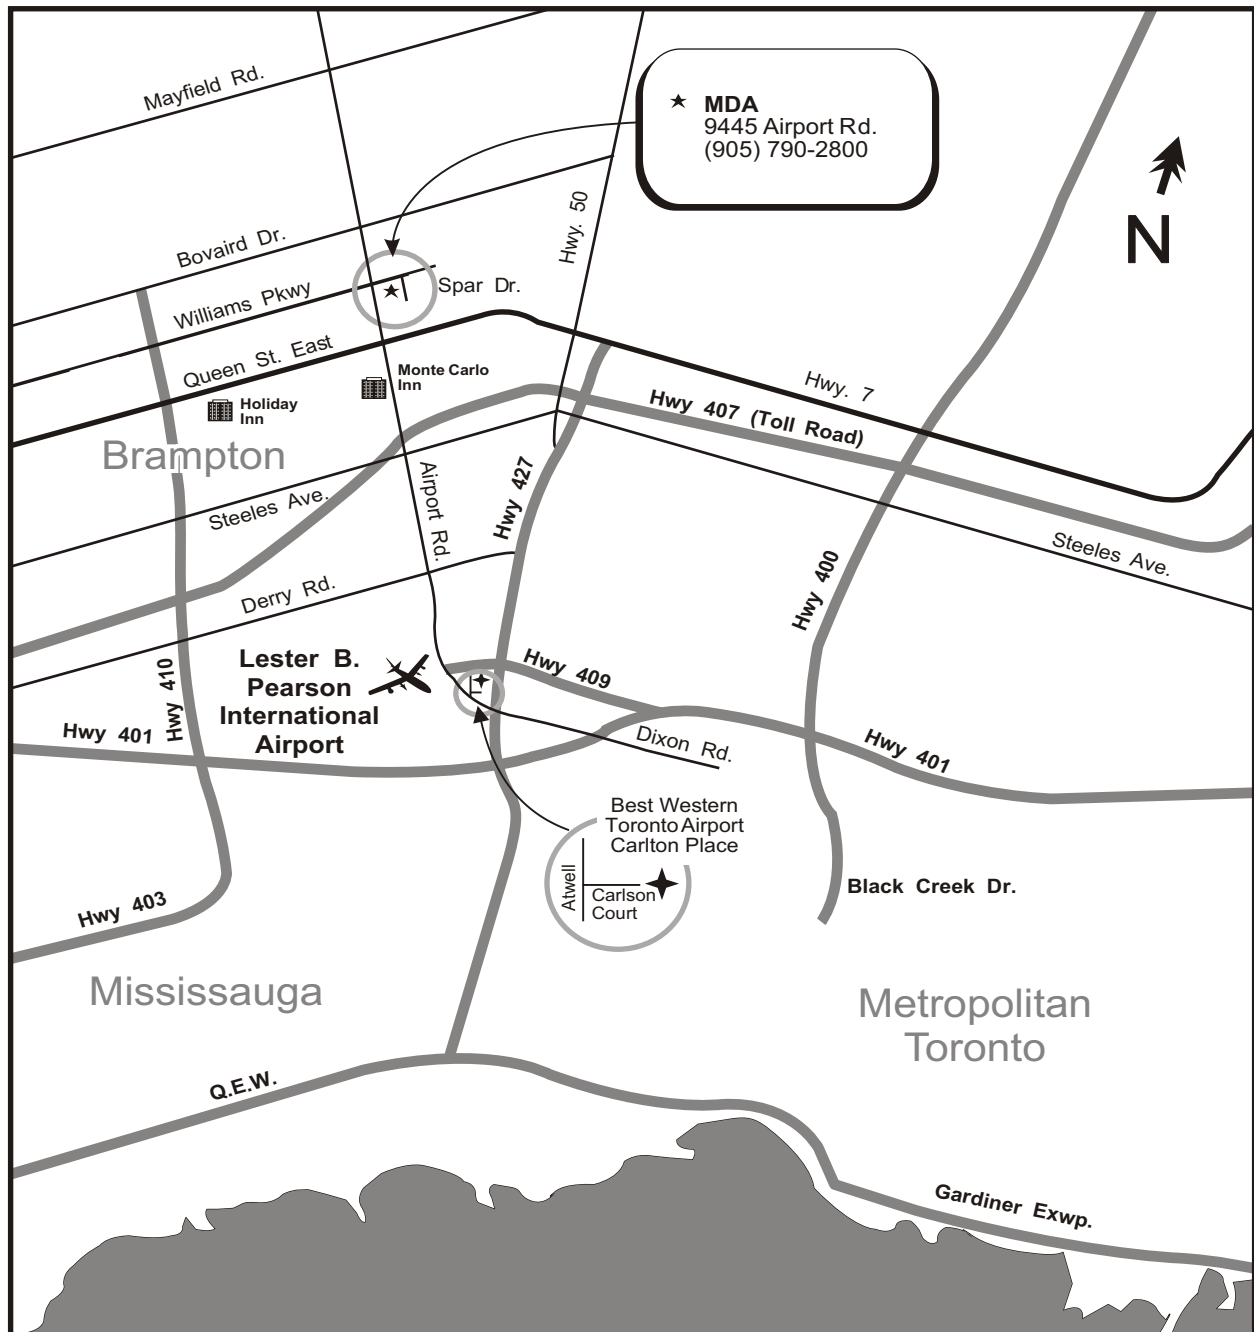 Mayfield Rd.
★ MDA
9445 Airport Rd.
(905) 790-2800
N
Hwy. 50
Bovaird Dr.
Williams Pkwy
Spar Dr.
Queen St. East
Monte Carlo
Inn
Holiday
Inn
Hwy. 7
Hwy 407 (Toll Road)
Brampton
Airport Rd.
Hwy 427
Steeles Ave.
Steeles Ave.
Hwy 400
Derry Rd.
Lester B.
Pearson
International
Airport
Hwy 409
Hwy 410
Hwy 401
Dixon Rd.
Hwy 401
Best Western
Toronto Airport
Carlton Place
Atwell
Carlson
Court
Black Creek Dr.
Hwy 403
Mississauga
Metropolitan
Toronto
Q.E.W.
Gardiner Exwp.